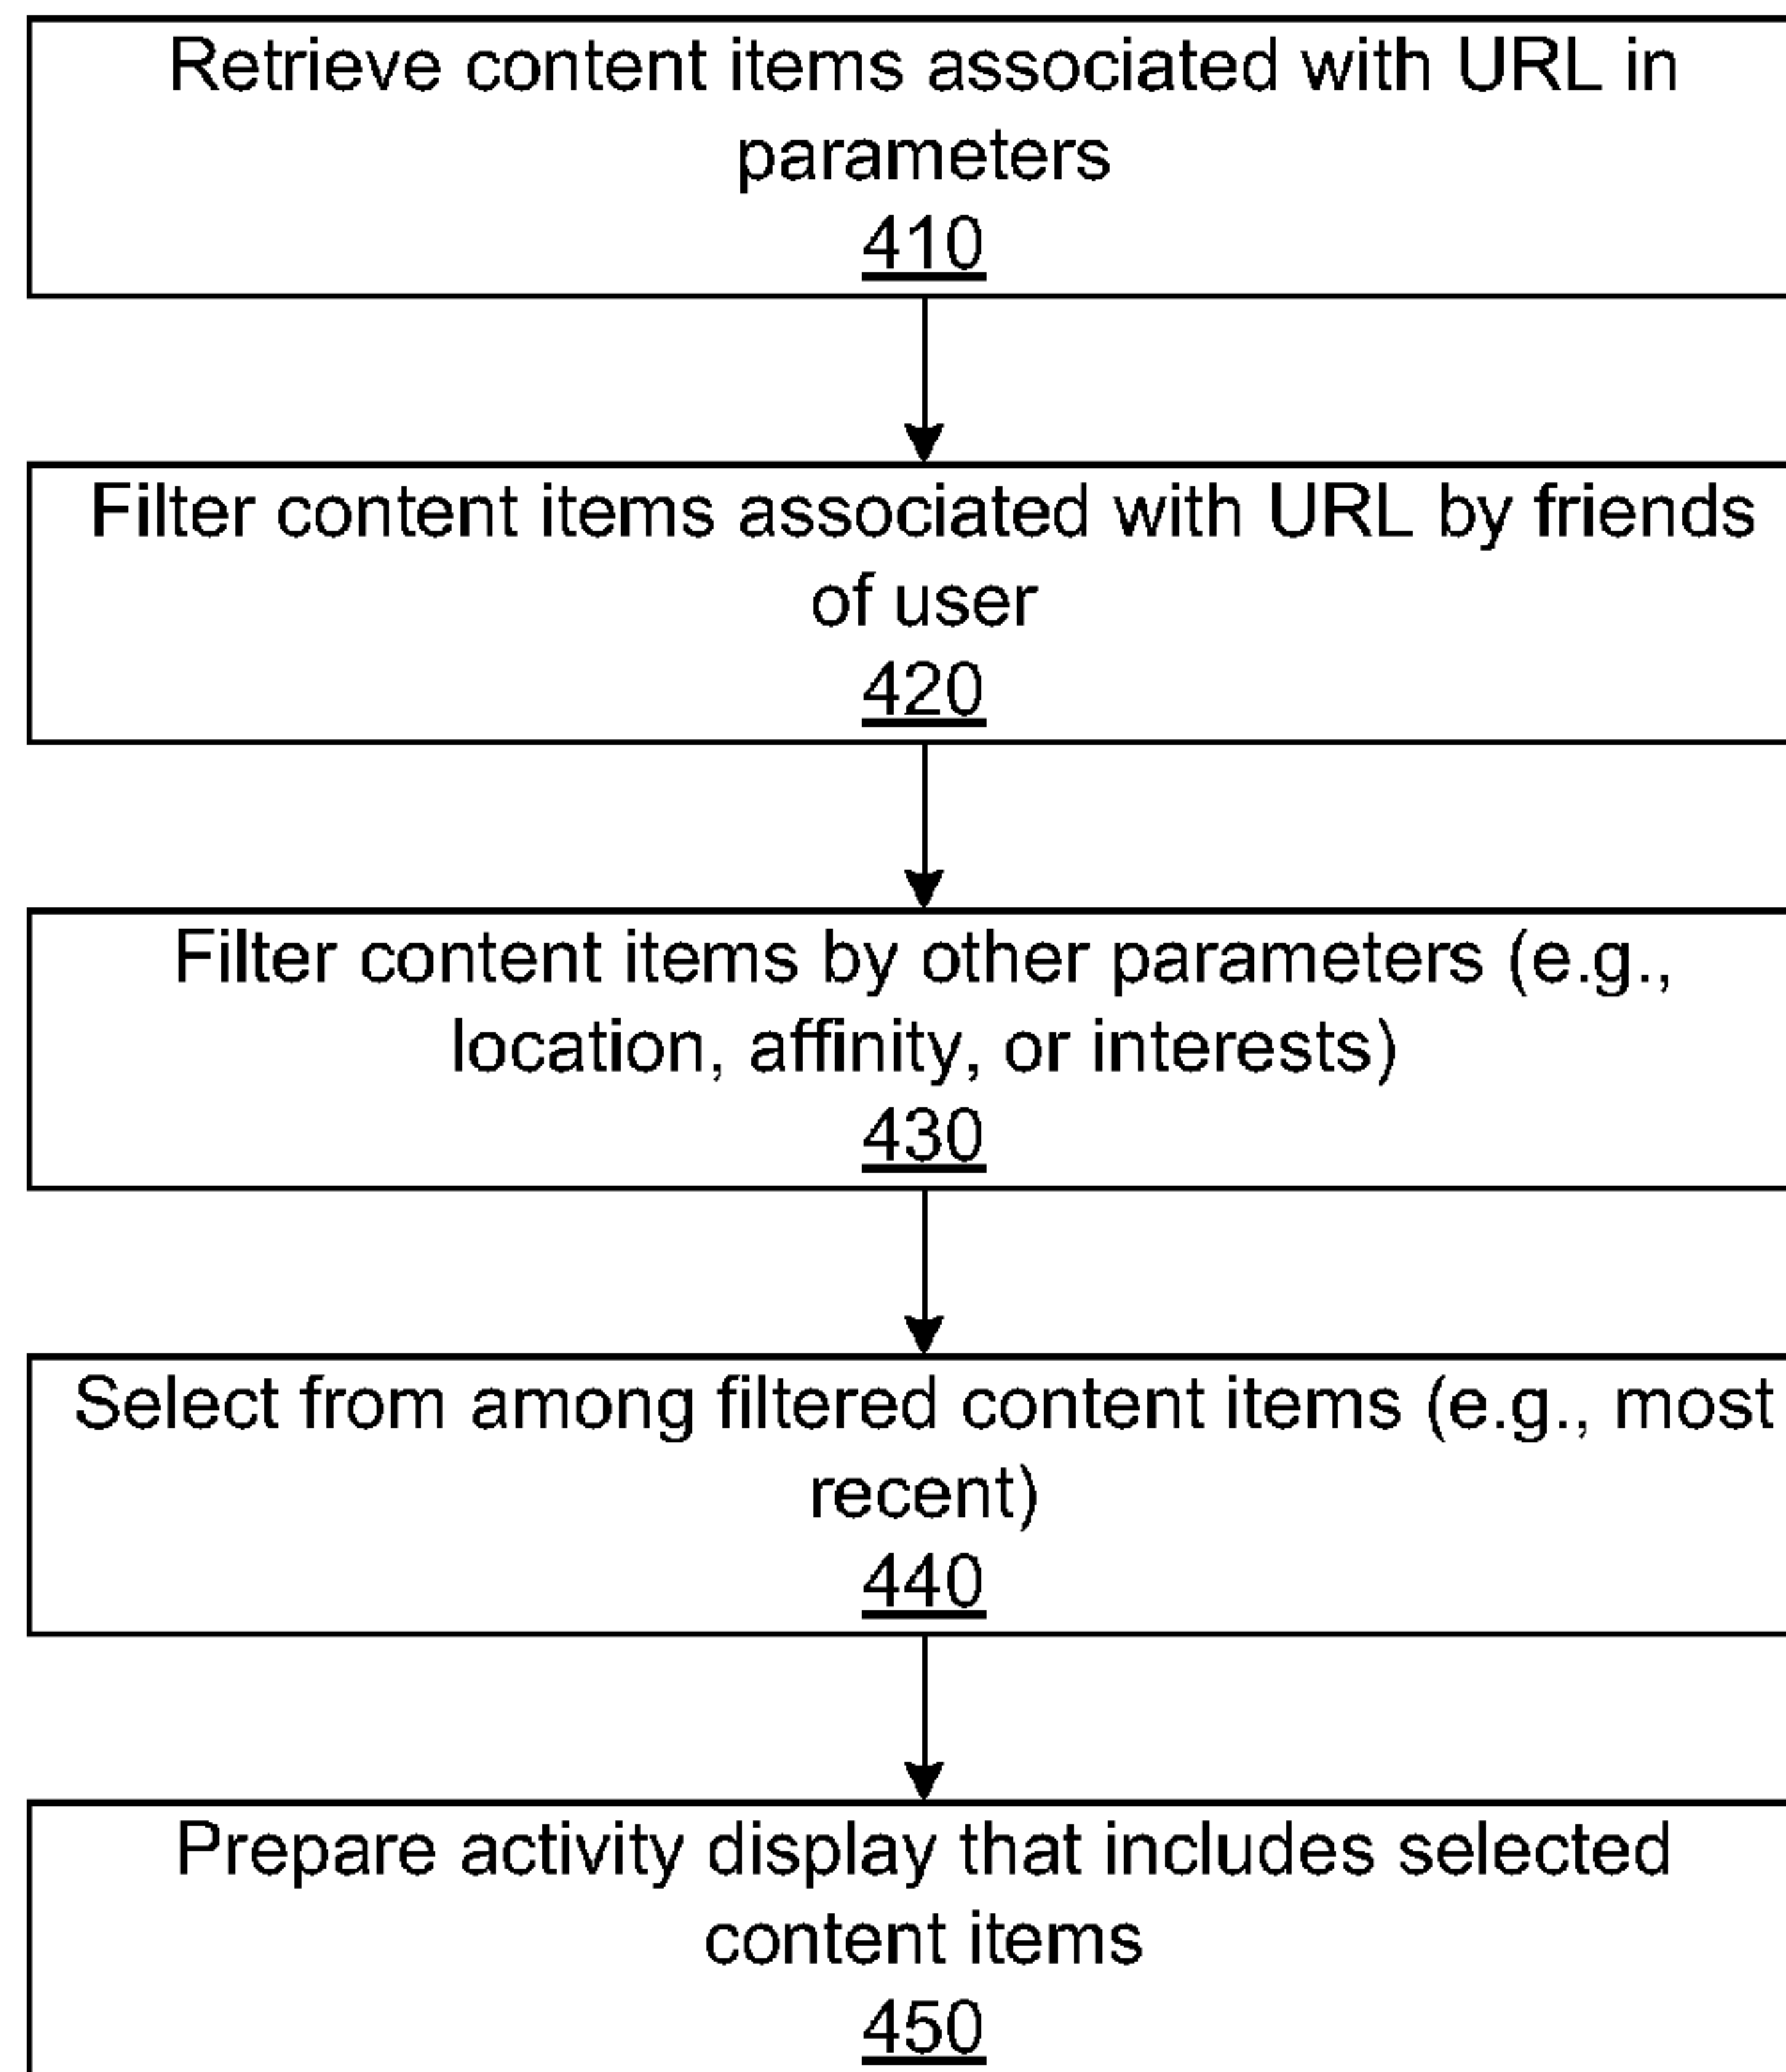 Retrieve content items associated with URL in
parameters
410
Filter content items associated with URL by friends
of user
420
Filter content items by other parameters (e.g.,
location, affinity, or interests)
430
Select from among filtered content items (e.g., most
recent)
440
Prepare activity display that includes selected
content items
450